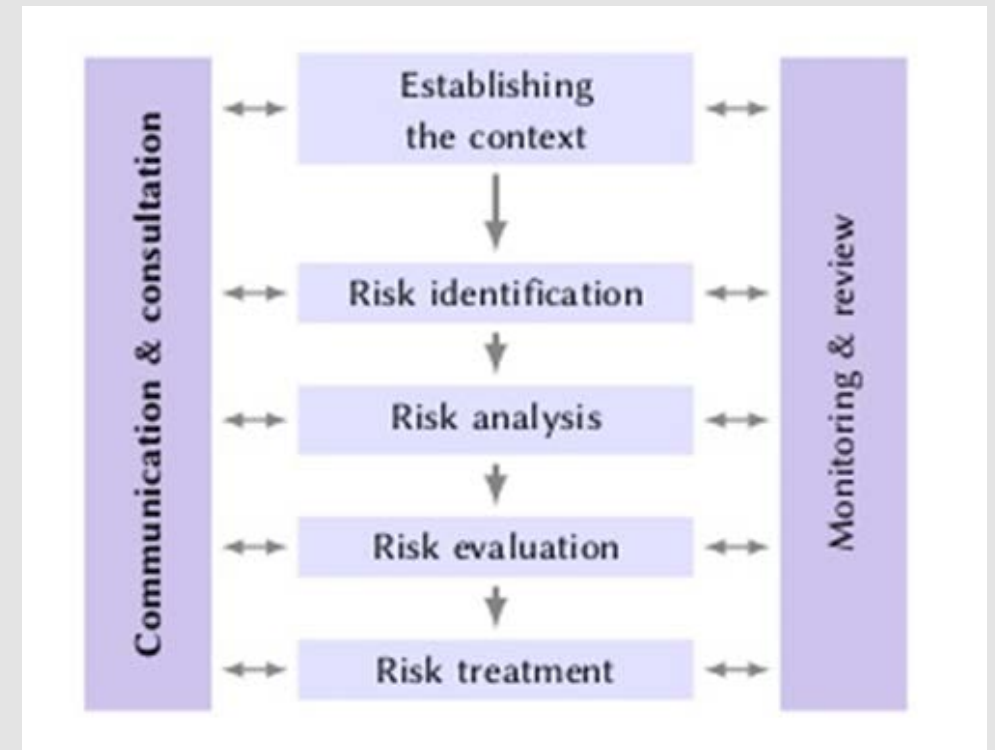 Communication & consultation
Establishing
the context
Risk identification
Risk analysis
Risk evaluation
Risk treatment
Monitoring & review